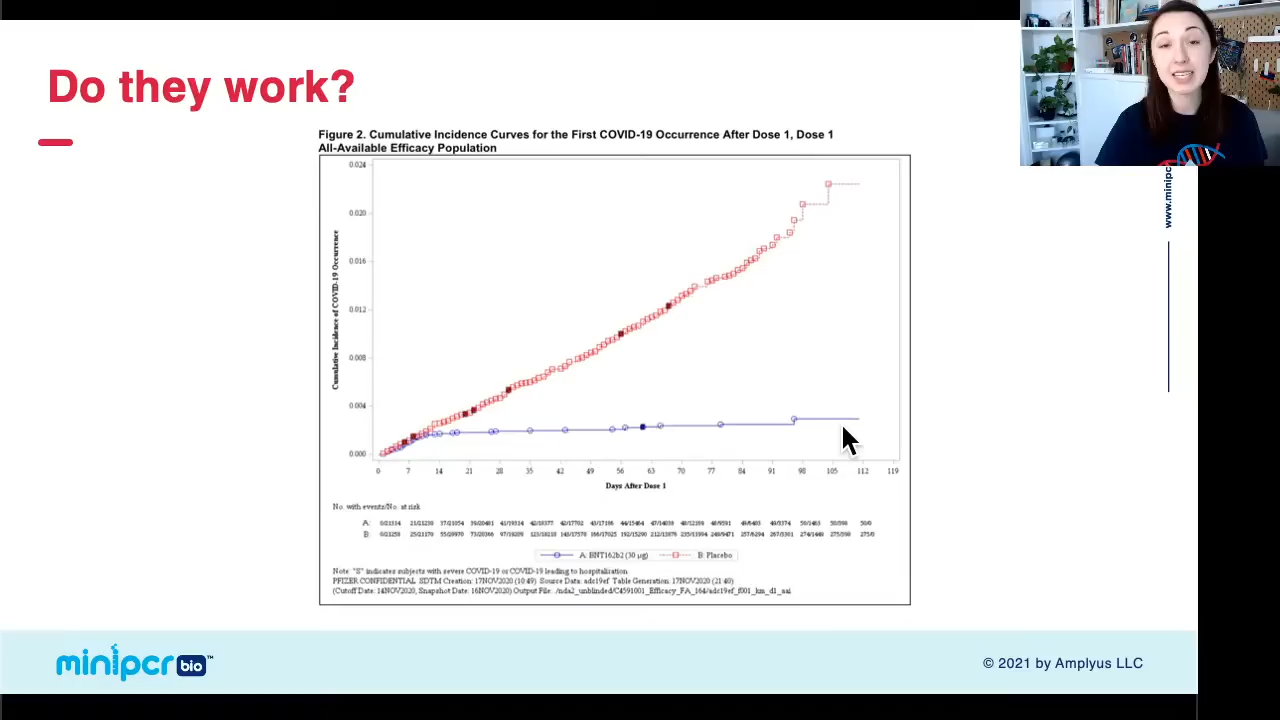 Do they work?
Figure 2. Cumulative Incidence Curves for the First COVID-19 Occurrence After Dose 1, Dose 1
All-Available Efficacy Population
0.024
0.020
0.016
0.012
0.008
0.004
0.000
Cumulative Incidence of COVID-19 Occurrence
0 7 14 21 28 35 42 49 56 63 70 77 84 91 98 105 112 119
Days After Dose 1
No. with events/No. at risk
A:
B:
A: BNT162b2 (30 μg) B: Placebo
Note: "S" indicates subjects with severe COVID-19 or COVID-19 leading to hospitalization
PFIZER CONFIDENTIAL SDTM Creation: 17NOV2020 (10:49) Source Data: adc19ef Table Generation: 17NOV2020 (21:40)
(Cutoff Date: 14NOV2020, Snapshot Date: 16NOV2020) Output File: ./nda2_unblinded/C4591001_Efficacy_FA_164/adc19ef_f001_km_d1_aai
www.minipc
minipcr bio™
© 2021 by Amplyus LLC